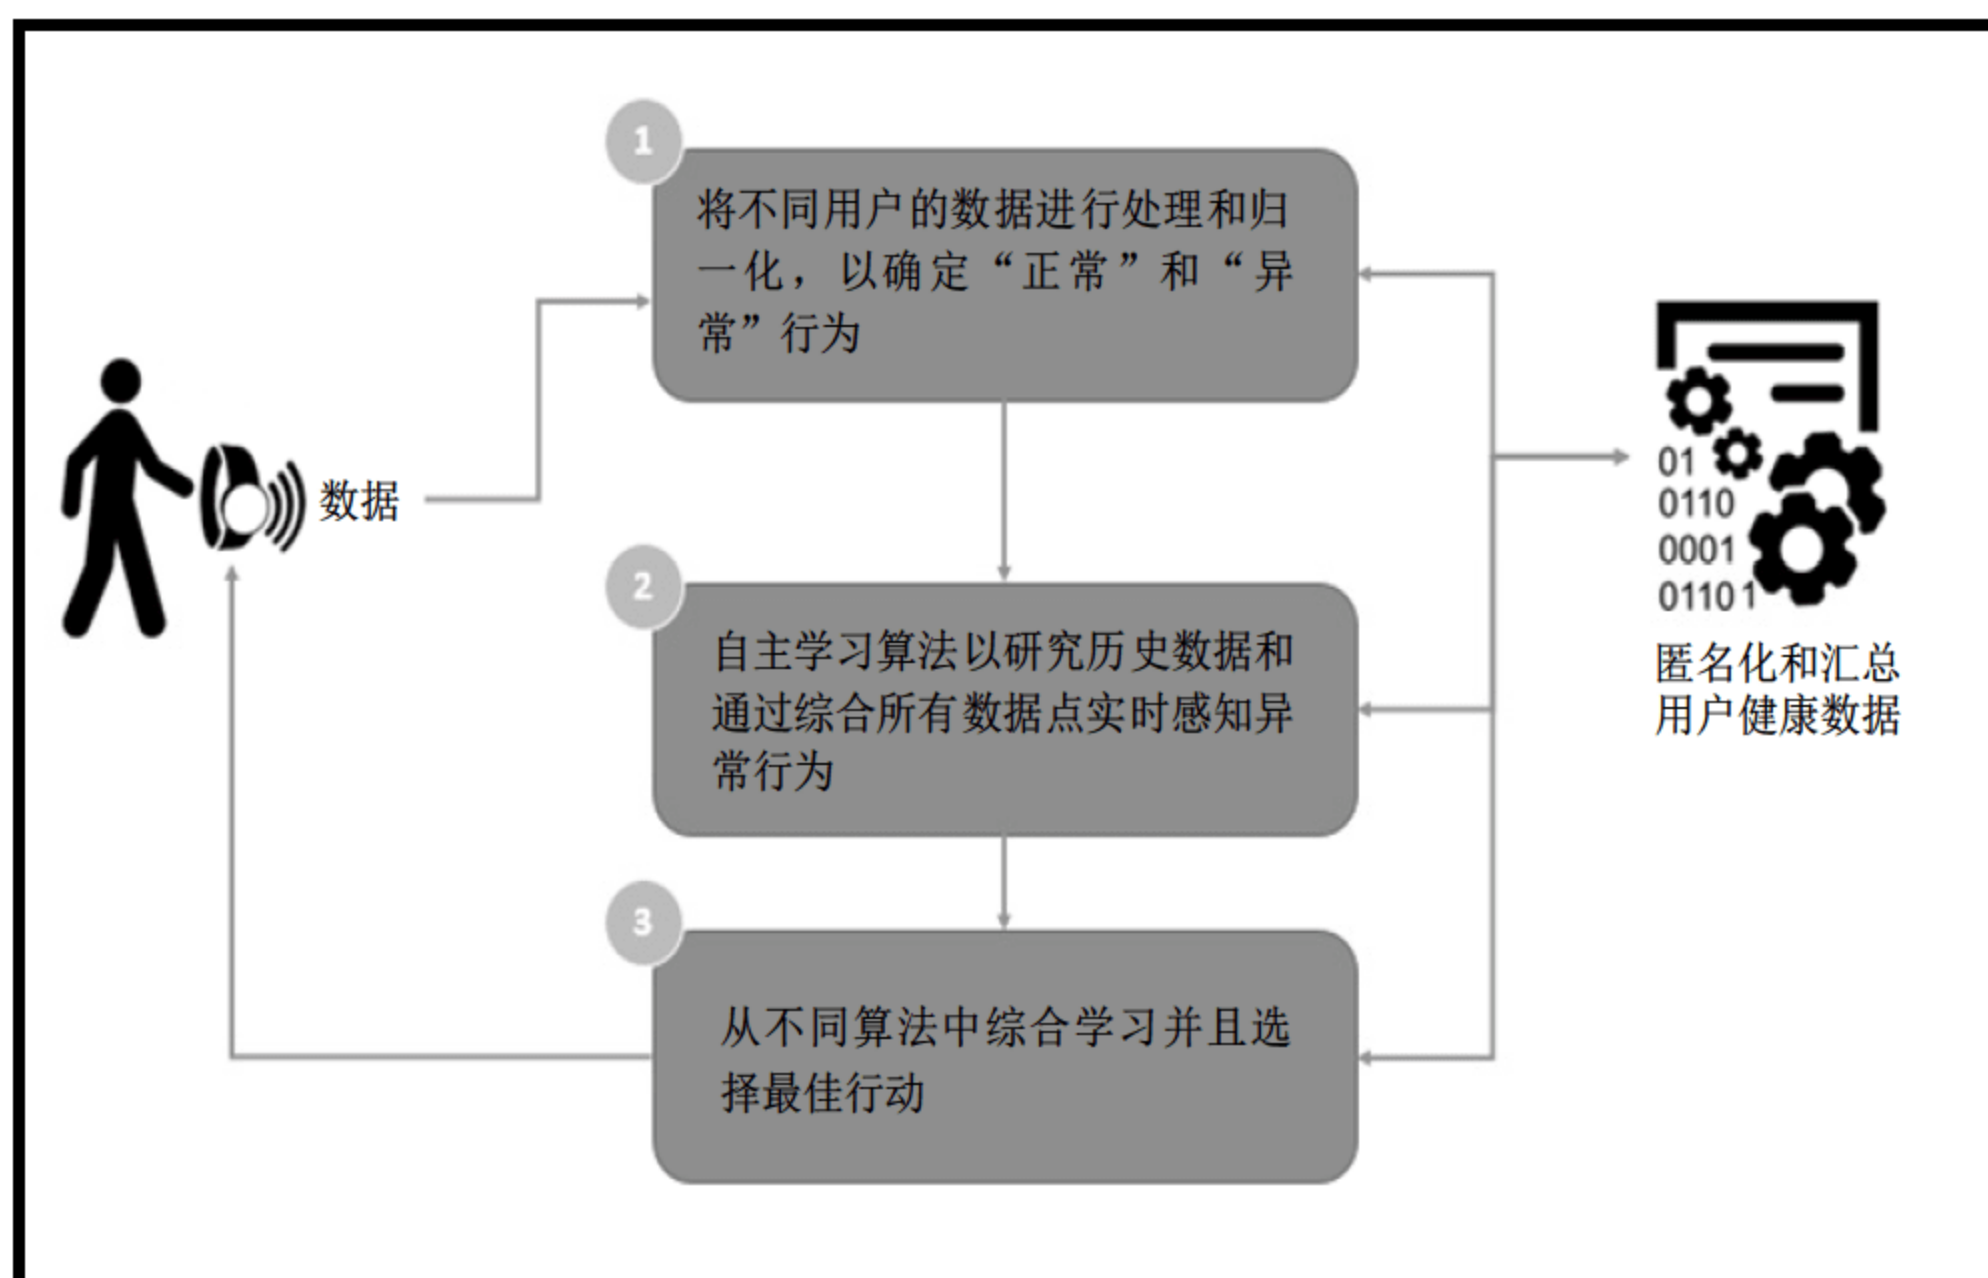 1
将不同用户的数据进行处理和归
一化，以确定“正常”和“异
常”行为
数据
2
自主学习算法以研究历史数据和
通过综合所有数据点实时感知异
常行为
3
从不同算法中综合学习并且选
择最佳行动
01
0110
0001
01101
匿名化和汇总
用户健康数据